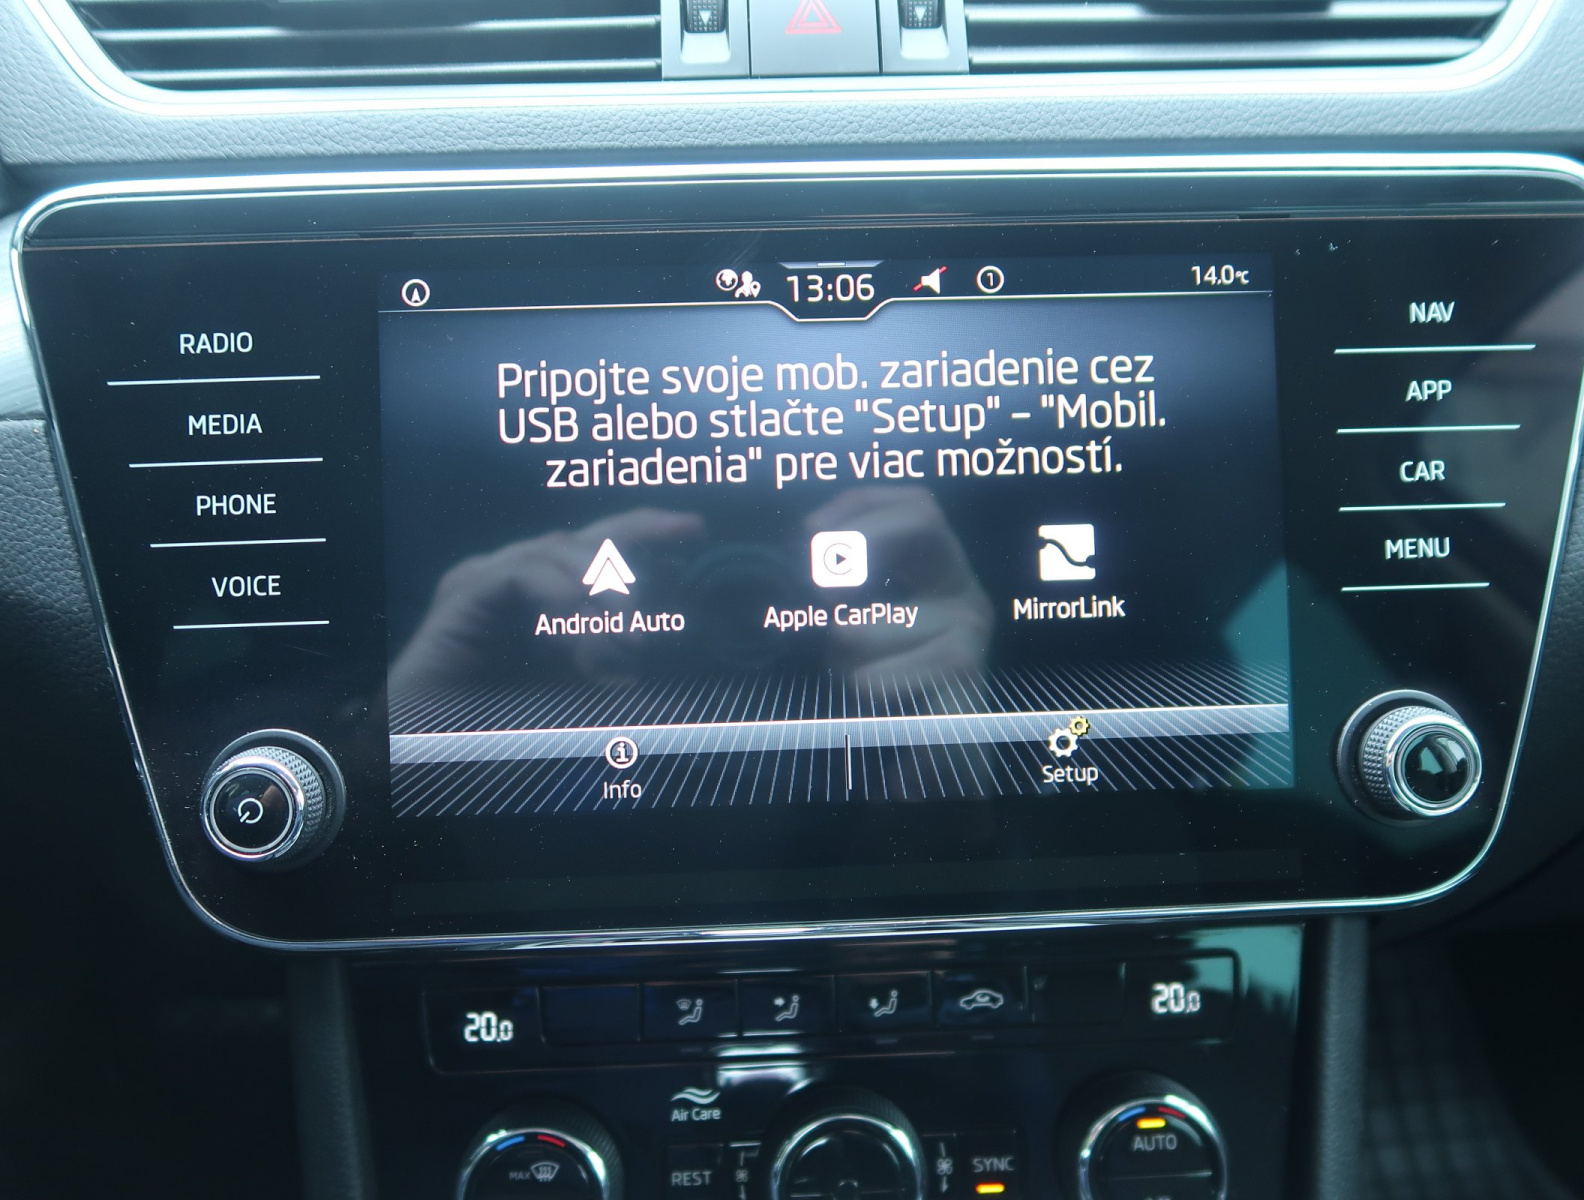 13:06
1
14,0°C
RADIO
MEDIA
PHONE
VOICE
NAV
APP
CAR
MENU
Pripojte svoje mob. zariadenie cez
USB alebo stlačte "Setup" – "Mobil.
zariadenia" pre viac možností.
Android Auto
Apple CarPlay
MirrorLink
Info
Setup
20,0
20,0
Air Care
MAX
REST
SYNC
AUTO